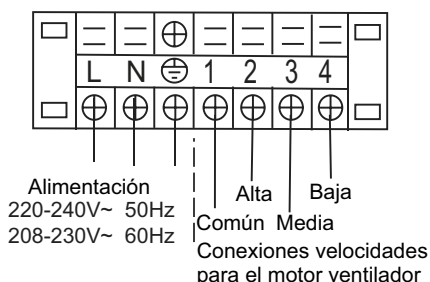 L N 1 2 3 4
Alimentación
220-240V~ 50Hz
208-230V~ 60Hz
Alta Baja
Común Media
Conexiones velocidades
para el motor ventilador